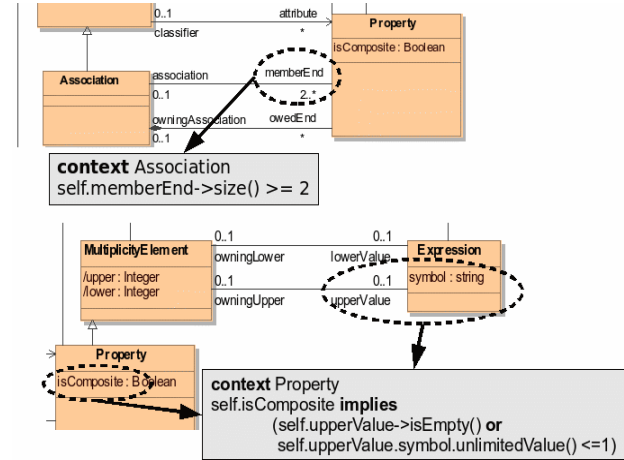 0..1 attribute
classifier *
Property
isComposite : Boolean
Association
association memberEnd
0..1 2..*
owningAssociation owedEnd
0..1 *
context Association
self.memberEnd->size() >= 2
MultiplicityElement
/upper : Integer
/lower : Integer
0..1 0..1
owningLower lowerValue
0..1 0..1
owningUpper upperValue
Expression
symbol : string
Property
isComposite : Boolean
context Property
self.isComposite implies
(self.upperValue->isEmpty() or
self.upperValue.symbol.unlimitedValue() <=1)